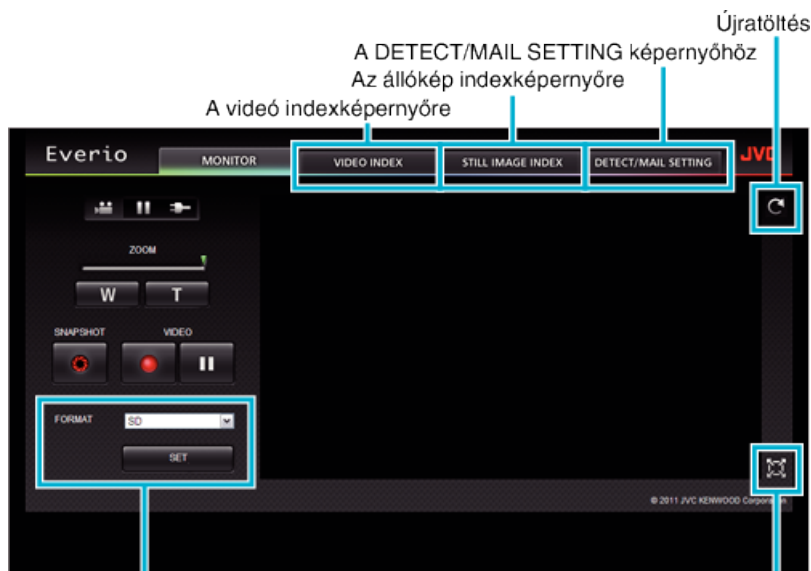 Újratöltés
A DETECT/MAIL SETTING képernyőhöz
Az állókép indexképernyőre
A videó indexképernyőre
Everio
MONITOR
VIDEO INDEX
STILL IMAGE INDEX
DETECT/MAIL SETTING
JVC
ZOOM
W
T
SNAPSHOT
VIDEO
FORMAT
SD
SET
© 2011 JVC KENWOOD Corporation